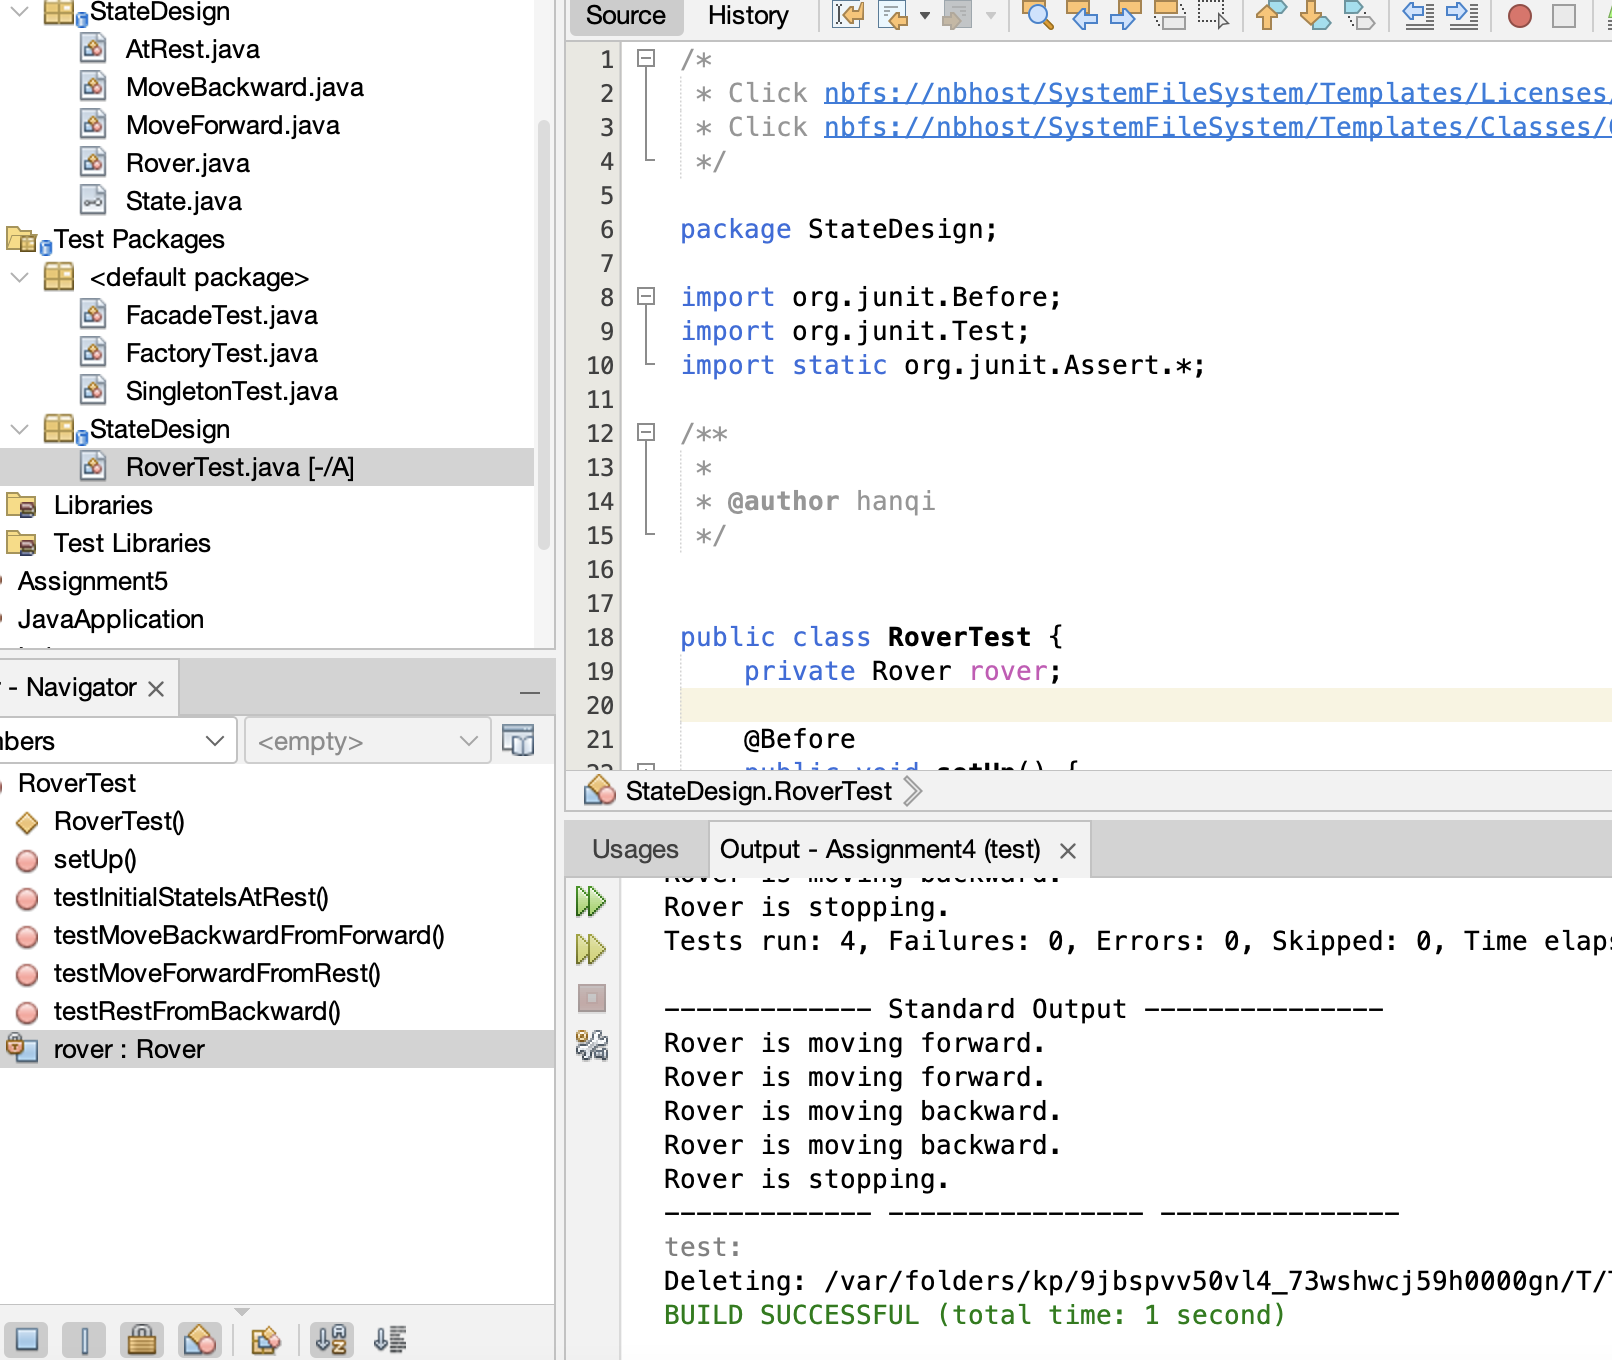 StateDesign
AtRest.java
MoveBackward.java
MoveForward.java
Rover.java
State.java
Test Packages
<default package>
FacadeTest.java
FactoryTest.java
SingletonTest.java
StateDesign
RoverTest.java [-/A]
Libraries
Test Libraries
Assignment5
JavaApplication
- Navigator
<empty>
RoverTest
RoverTest()
setUp()
testInitialStateIsAtRest()
testMoveBackwardFromForward()
testMoveForwardFromRest()
testRestFromBackward()
rover : Rover
Source History
1 /*
2 * Click nbfs://nbhost/SystemFileSystem/Templates/Licenses/
3 * Click nbfs://nbhost/SystemFileSystem/Templates/Classes/
4 */
5
6 package StateDesign;
7
8 import org.junit.Before;
9 import org.junit.Test;
10 import static org.junit.Assert.*;
11
12 /**
13 *
14 * @author hanqi
15 */
16
17
18 public class RoverTest {
19 private Rover rover;
20
21 @Before
22 public void setUp() {
StateDesign.RoverTest
Usages Output - Assignment4 (test)
Rover is moving backward.
Rover is stopping.
Tests run: 4, Failures: 0, Errors: 0, Skipped: 0, Time
------------- Standard Output ---------------
Rover is moving forward.
Rover is moving forward.
Rover is moving backward.
Rover is moving backward.
Rover is stopping.
------------- ---------------- ---------------
test:
Deleting: /var/folders/kp/9jbspvv50vl4_73wshwcj59h0000gn/T/
BUILD SUCCESSFUL (total time: 1 second)